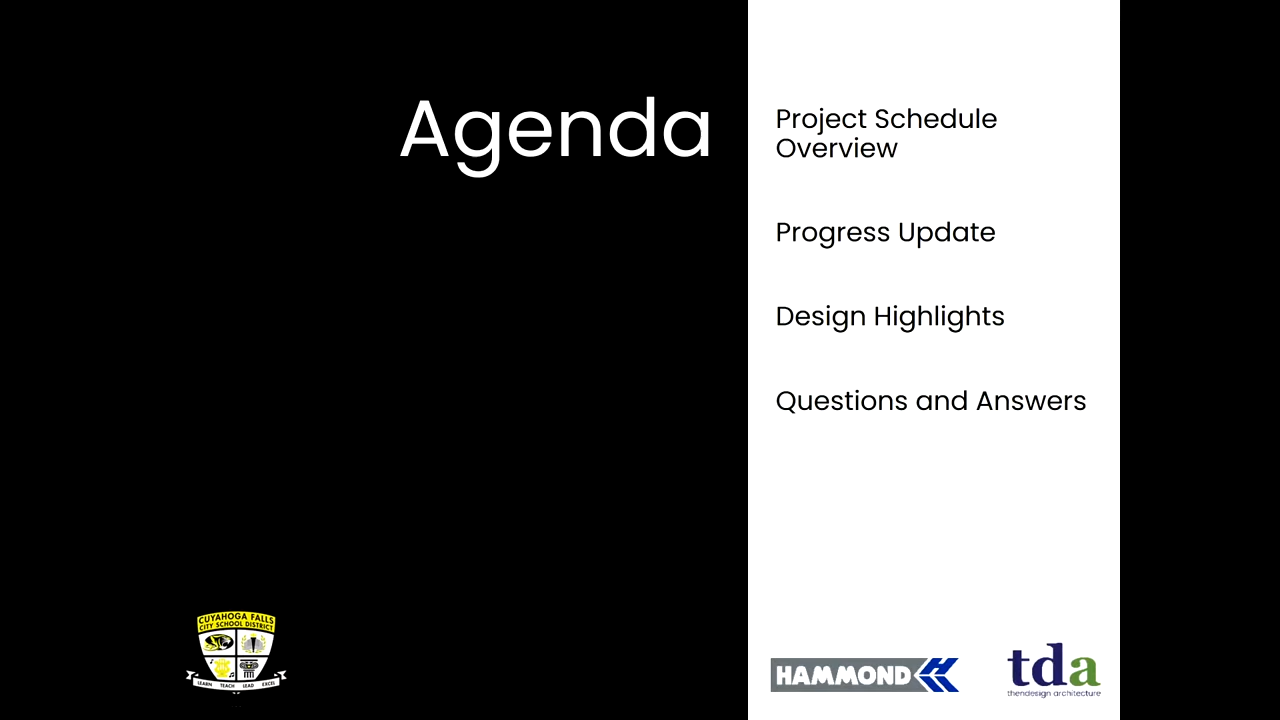 Agenda
Project Schedule
Overview
Progress Update
Design Highlights
Questions and Answers
CUYAHOGA FALLS
CITY SCHOOL DISTRICT
LEARN TEACH LEAD EXCEL
HAMMOND
tda
thendesign architecture